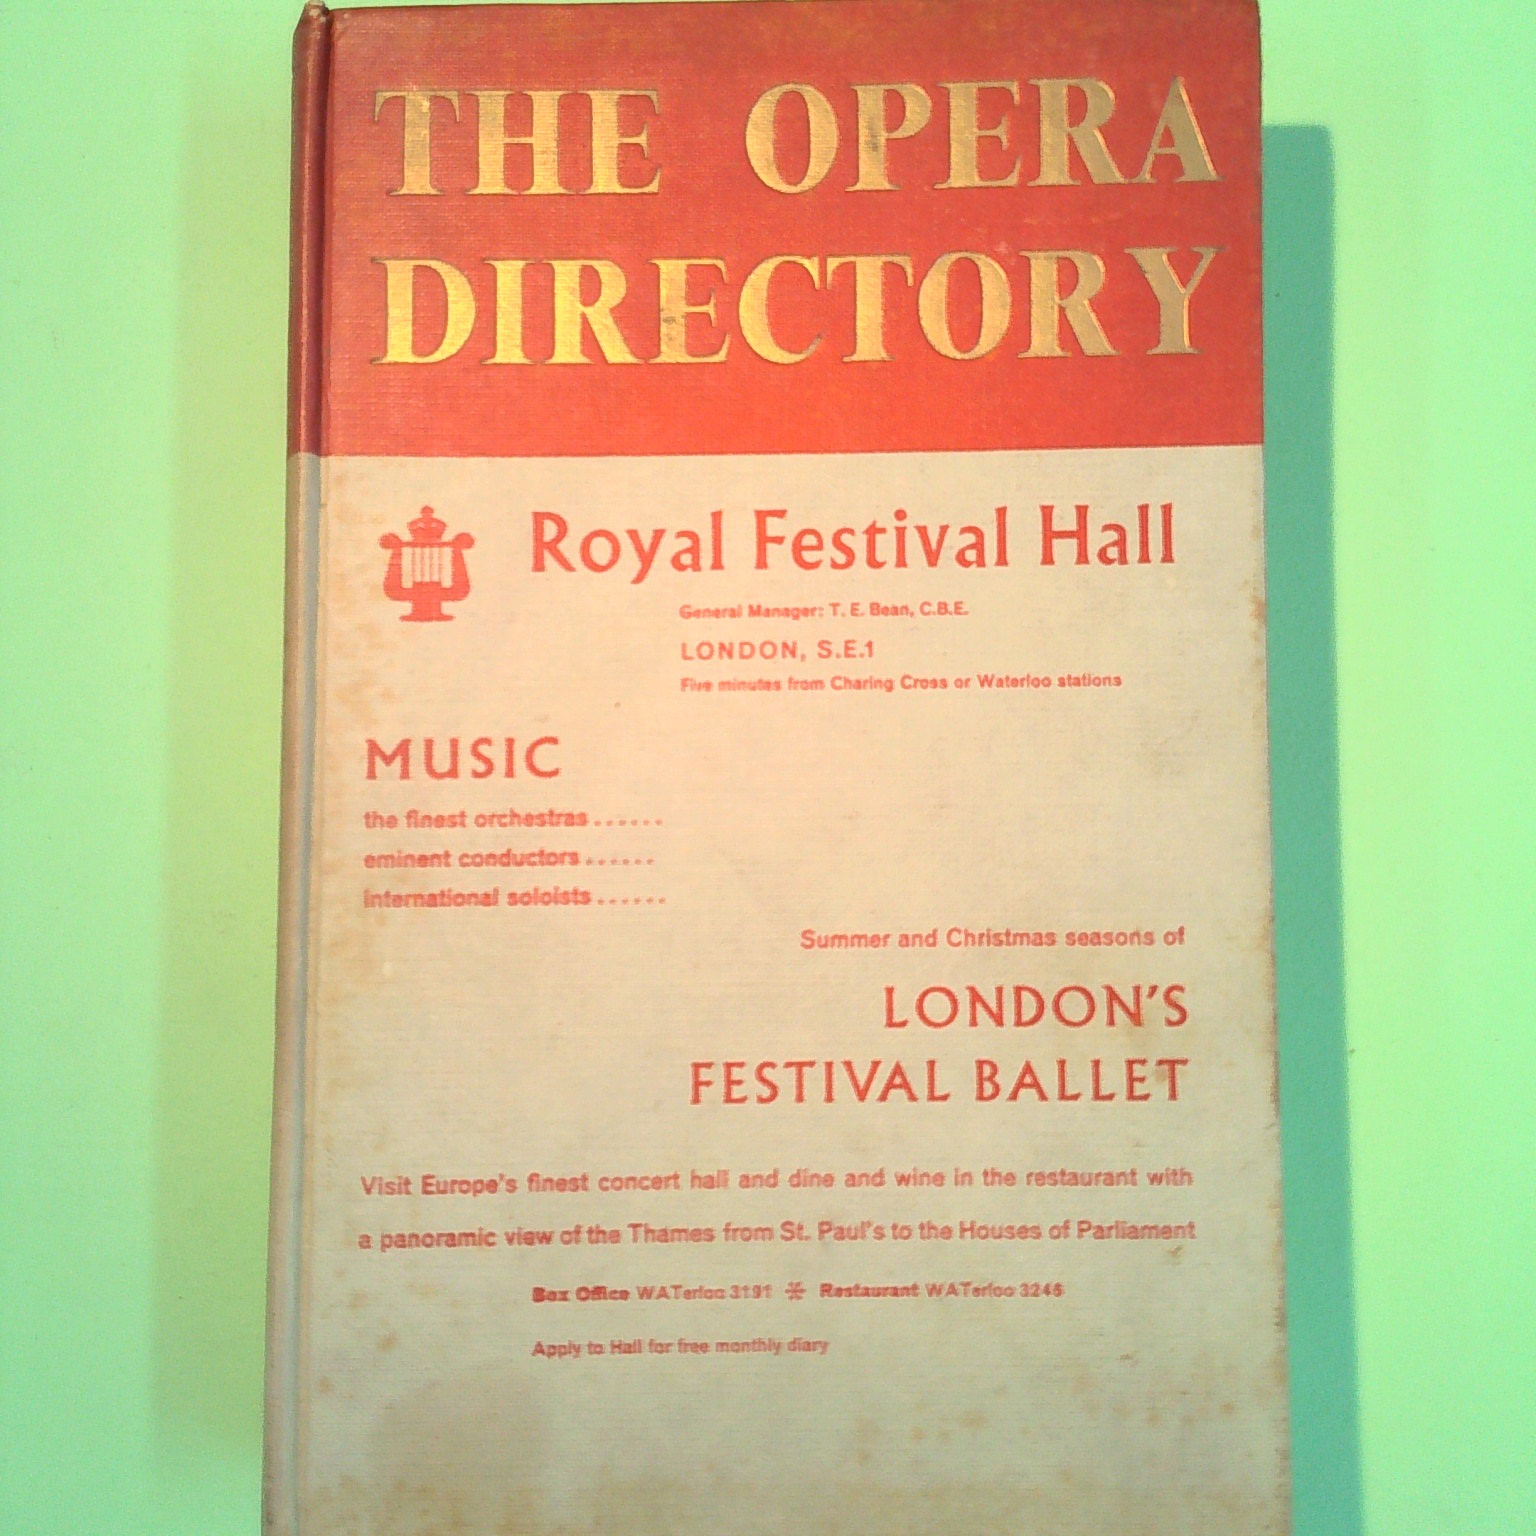 THE OPERA
DIRECTORY
Royal Festival Hall
General Manager: T. E. Bean, C.B.E.
LONDON, S.E.1
Five minutes from Charing Cross or Waterloo stations
MUSIC
the finest orchestras......
eminent conductors......
international soloists......
Summer and Christmas seasons of
LONDON'S
FESTIVAL BALLET
Visit Europe's finest concert hall and dine and wine in the restaurant with
a panoramic view of the Thames from St. Paul's to the Houses of Parliament
Box Office WATerloo 3191 * Restaurant WATerloo 3246
Apply to Hall for free monthly diary